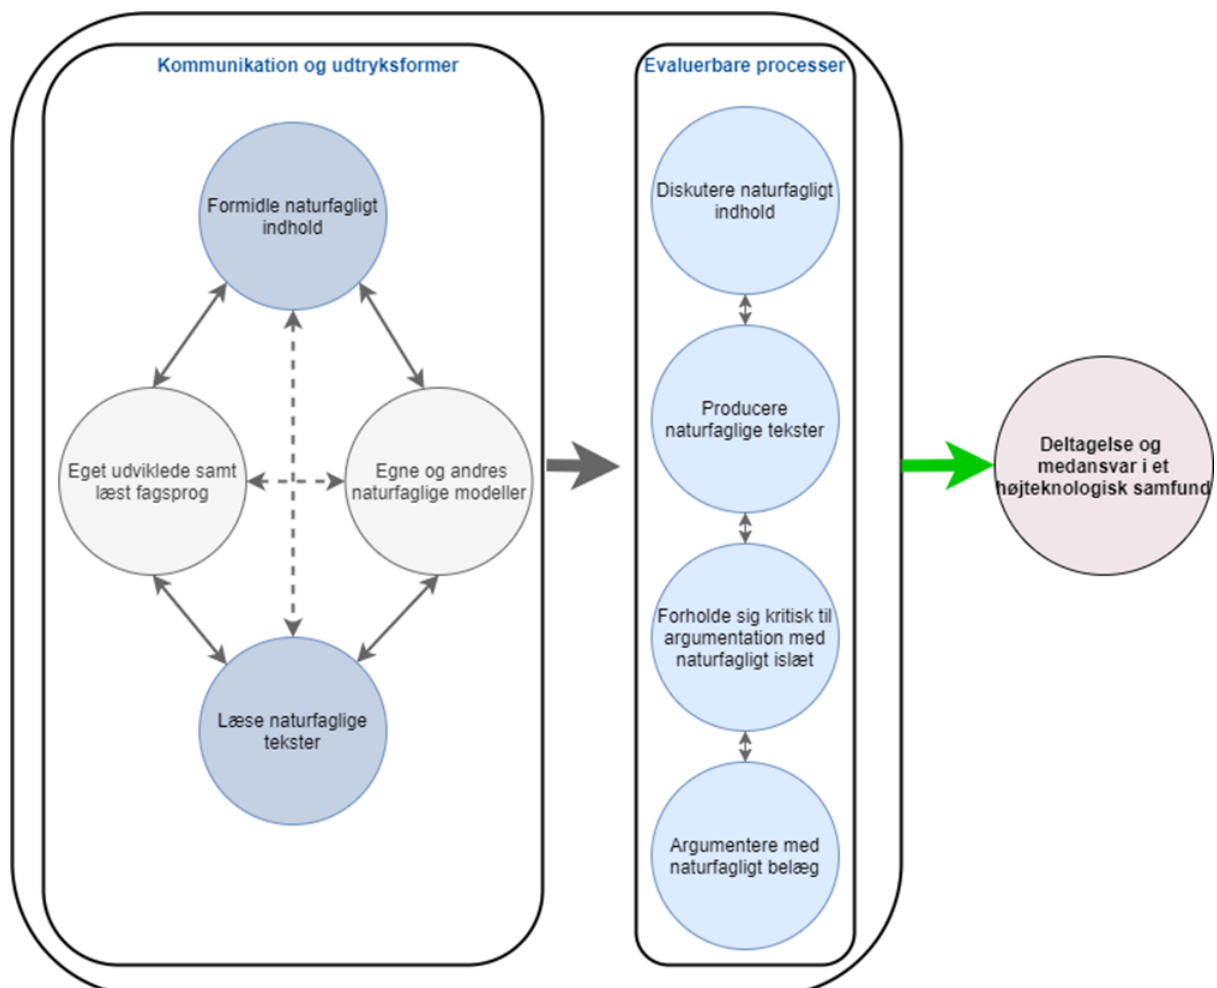 Kommunikation og udtryksformer
Formidle naturfagligt
indhold
Eget udviklede samt
læst fagsprog
Egne og andres
naturfaglige modeller
Læse naturfaglige
tekster
Evaluerbare processer
Diskutere naturfagligt
indhold
Producere
naturfaglige tekster
Forholde sig kritisk til
argumentation med
naturfagligt islæt
Argumentere med
naturfagligt belæg
Deltagelse og
medansvar i et
højteknologisk samfund